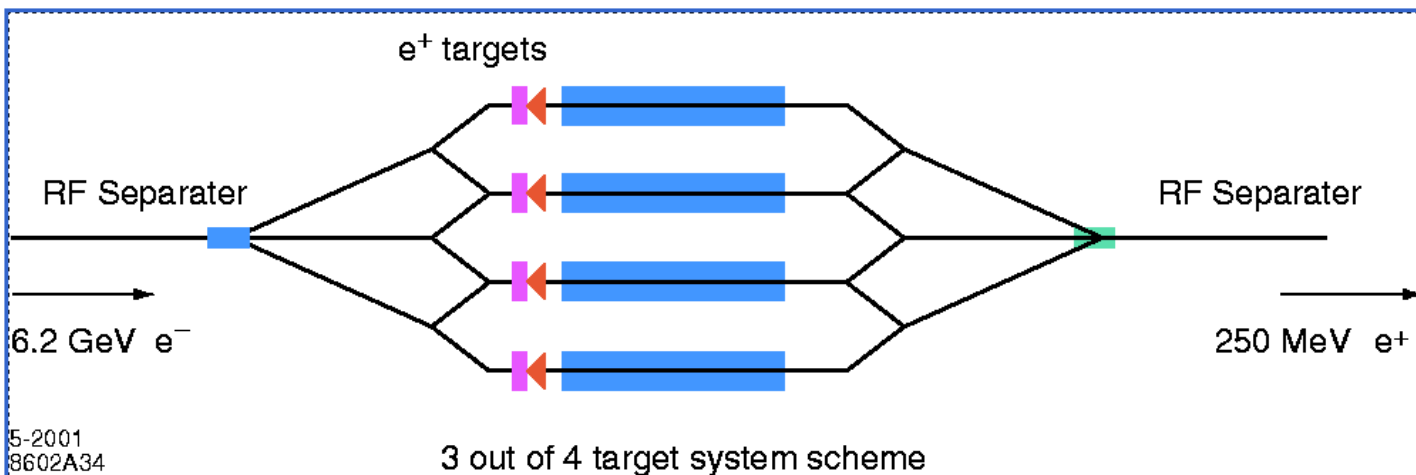 e⁺ targets
RF Separater
RF Separater
6.2 GeV e⁻
250 MeV e⁺
5-2001
8602A34
3 out of 4 target system scheme